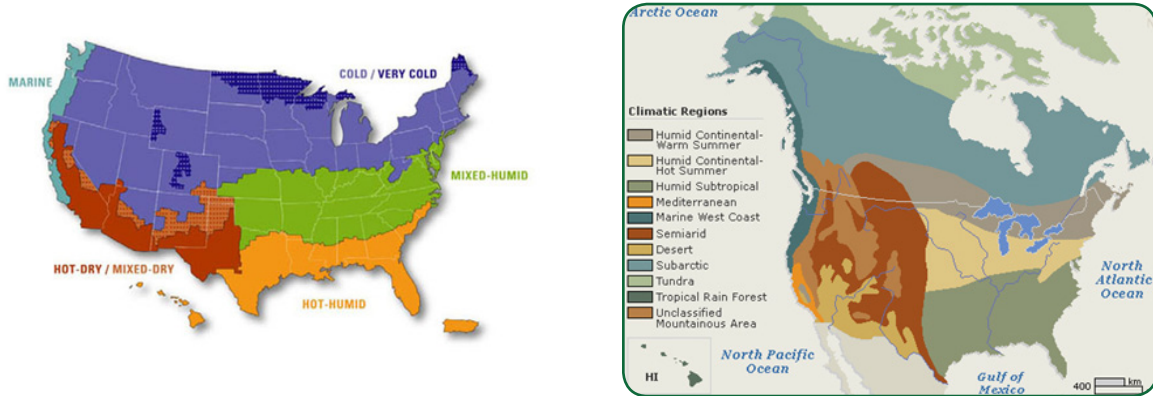 MARINE
COLD / VERY COLD
MIXED-HUMID
HOT-DRY / MIXED-DRY
HOT-HUMID
Arctic Ocean
Climatic Regions
Humid Continental-
Warm Summer
Humid Continental-
Hot Summer
Humid Subtropical
Mediterranean
Marine West Coast
Semiarid
Desert
Subarctic
Tundra
Tropical Rain Forest
Unclassified
Mountainous Area
HI
North Pacific
Ocean
Gulf of
Mexico
North
Atlantic
Ocean
400 km